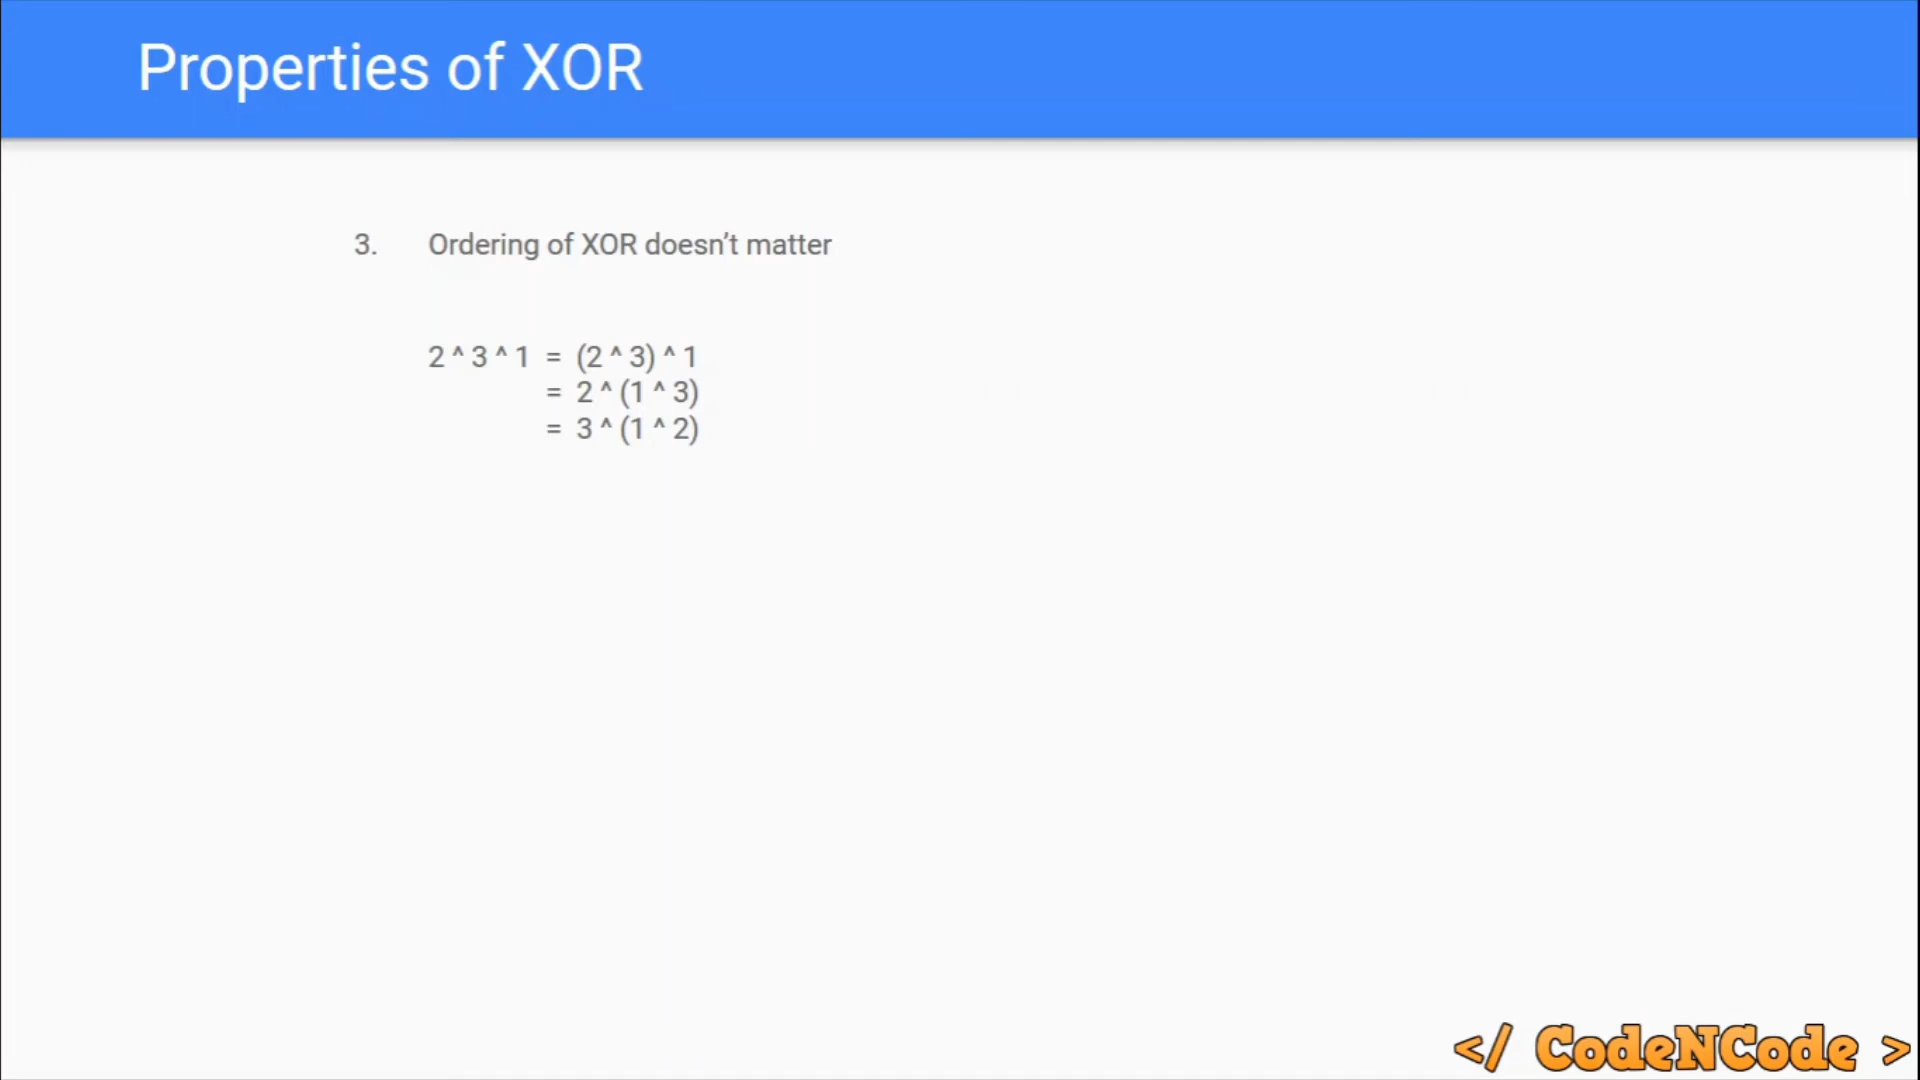 Properties of XOR
3. Ordering of XOR doesn’t matter
2 ^ 3 ^ 1 = (2 ^ 3) ^ 1
= 2 ^ (1 ^ 3)
= 3 ^ (1 ^ 2)
</ CodeNCode >